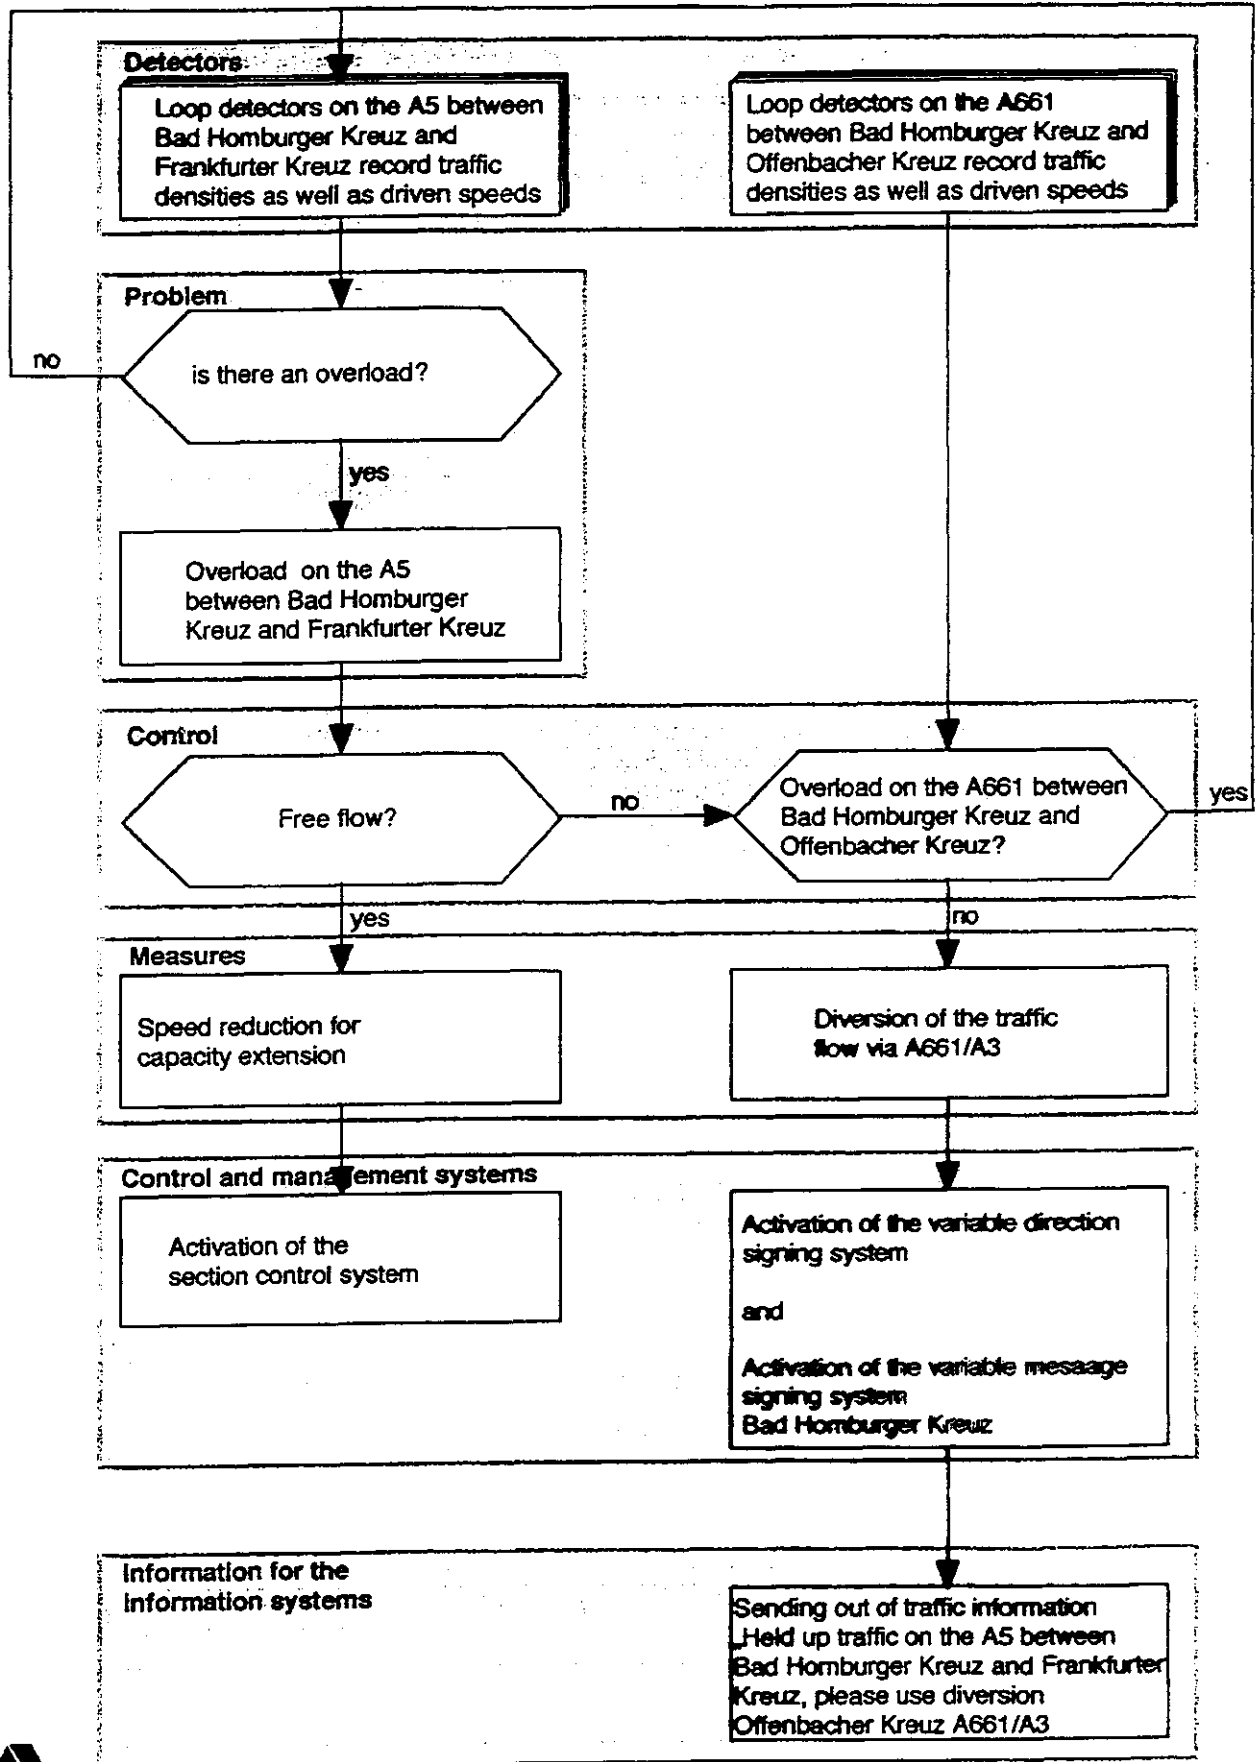 Detectors
Loop detectors on the A5 between
Bad Homburger Kreuz and
Frankfurter Kreuz record traffic
densities as well as driven speeds
Loop detectors on the A661
between Bad Homburger Kreuz and
Offenbacher Kreuz record traffic
densities as well as driven speeds
Problem
is there an overload?
no
yes
Overload on the A5
between Bad Homburger
Kreuz and Frankfurter Kreuz
Control
Free flow?
no
Overload on the A661 between
Bad Homburger Kreuz and
Offenbacher Kreuz?
yes
yes
no
Measures
Speed reduction for
capacity extension
Diversion of the traffic
flow via A661/A3
Control and management systems
Activation of the
section control system
Activation of the variable direction
signing system
and
Activation of the variable mesaage
signing system
Bad Homburger Kreuz
Information for the
Information systems
Sending out of traffic information
„Held up traffic on the A5 between
Bad Homburger Kreuz and Frankfurter
Kreuz, please use diversion
Offenbacher Kreuz A661/A3